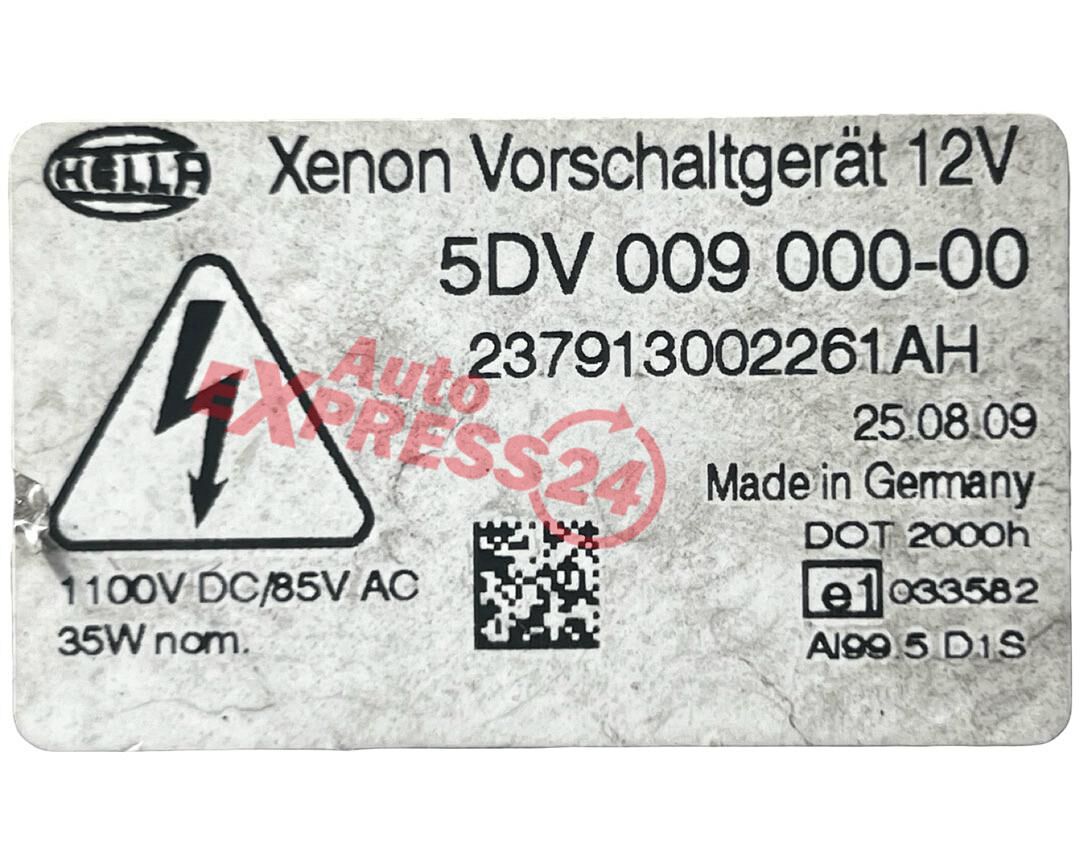 HELLA
Xenon Vorschaltgerät 12V
5DV 009 000-00
237913002261AH
25.08.09
Made in Germany
DOT 2000h
e1 033582
Al99.5 D1S
1100V DC/85V AC
35W nom.
Auto
EXPRESS24